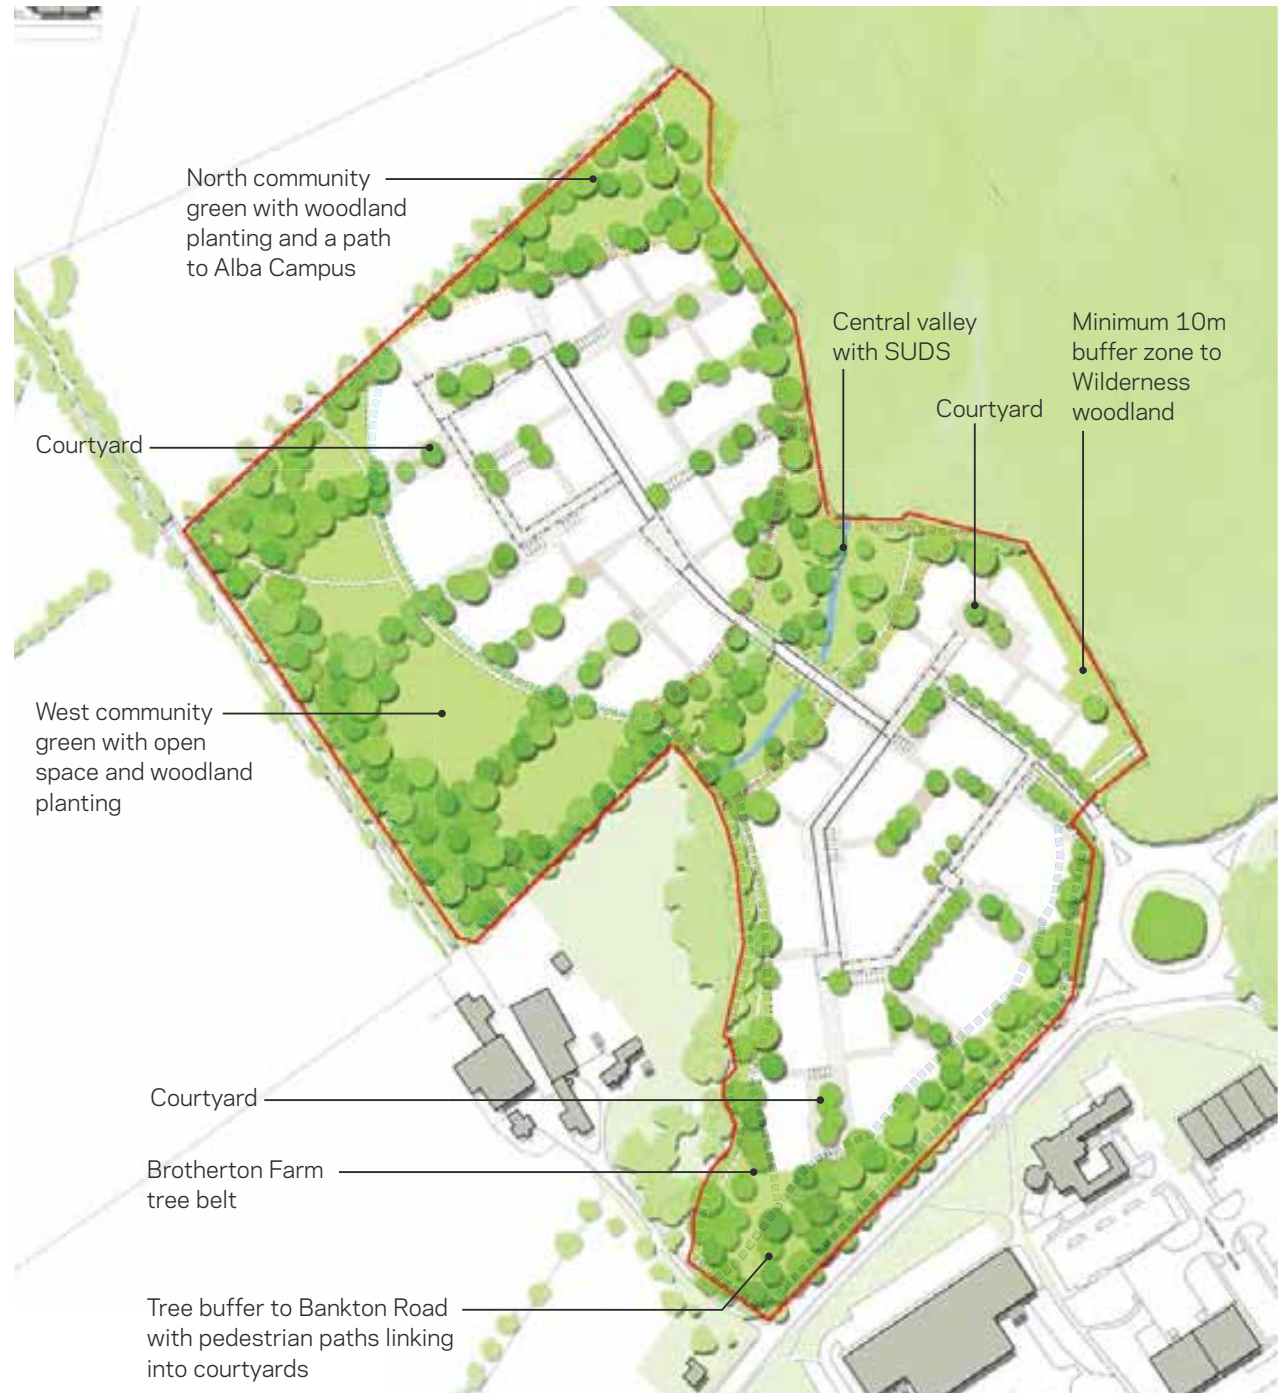 North community
green with woodland
planting and a path
to Alba Campus
Central valley
with SUDS
Minimum 10m
buffer zone to
Wilderness
woodland
Courtyard
Courtyard
West community
green with open
space and woodland
planting
Courtyard
Brotherton Farm
tree belt
Tree buffer to Bankton Road
with pedestrian paths linking
into courtyards